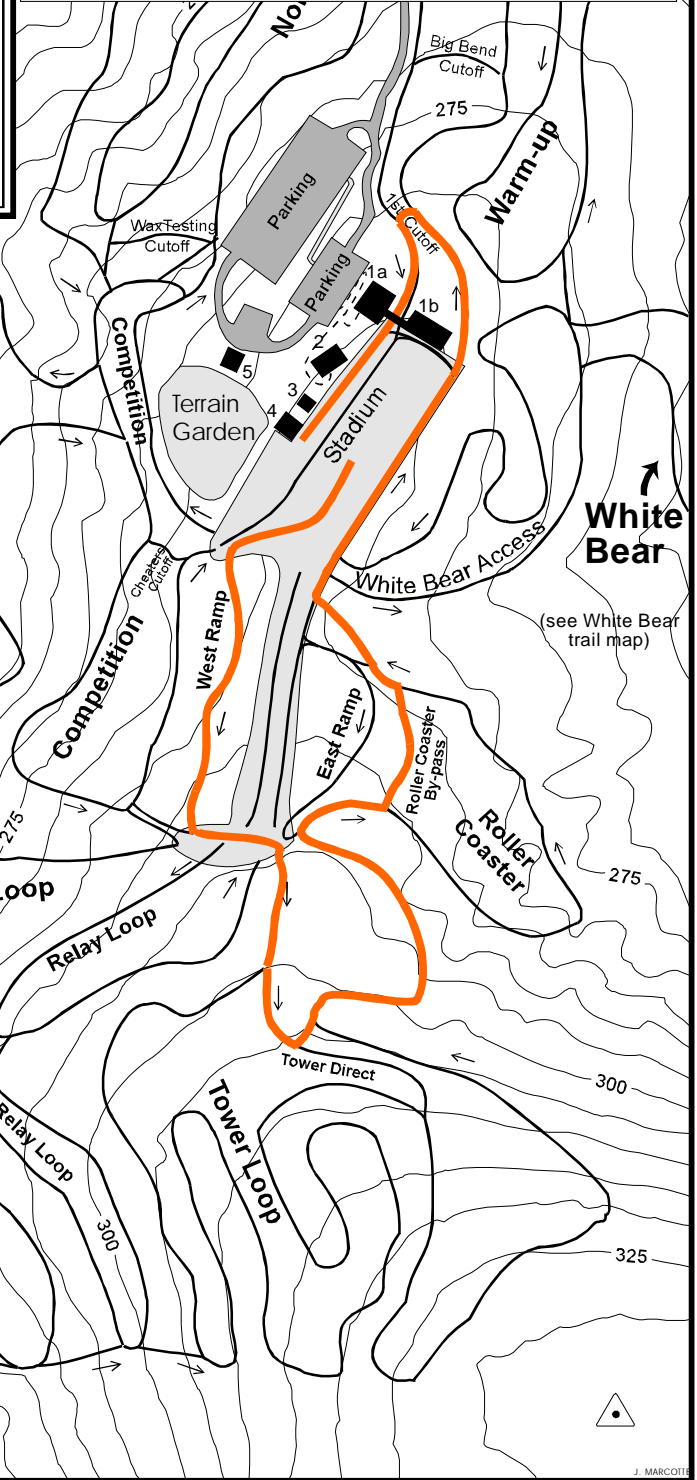 Big Bend
Cutoff
275
Warm-up
Parking
1st Cutoff
WaxTesting
Cutoff
Parking
1a
1b
Competition
2
5
3
4
Terrain
Garden
Stadium
White
Bear
White Bear Access
Cheaters
Cutoff
(see White Bear
trail map)
West Ramp
Competition
East Ramp
Roller Coaster
By-pass
Roller
Coaster
275
275
Loop
Relay Loop
Tower Direct
300
Tower Loop
Relay Loop
300
325